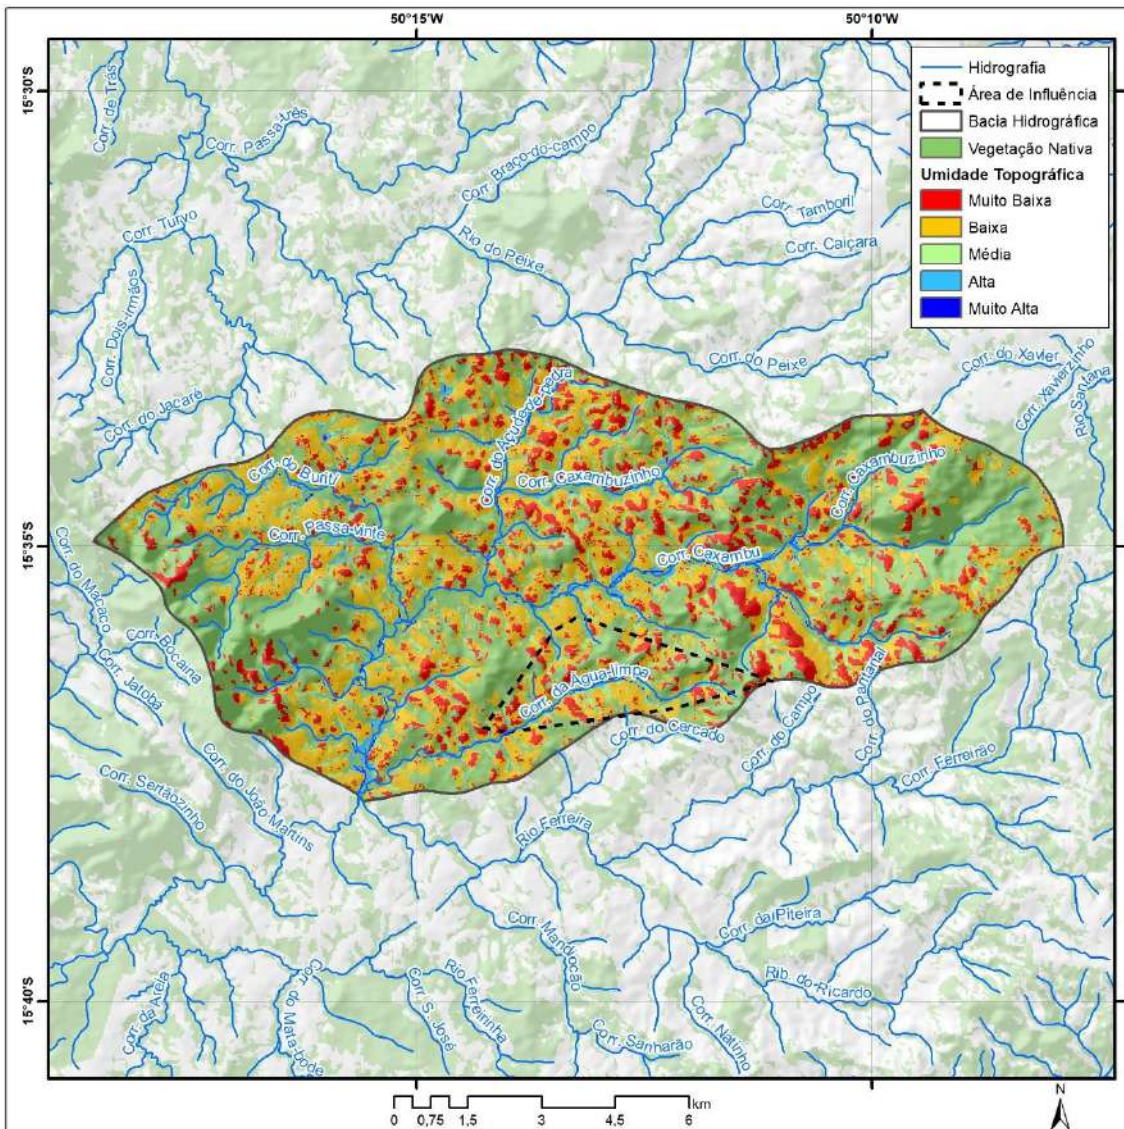 50°15'W
50°10'W
15°30'S
15°35'S
15°40'S
Hidrografia
Área de Influência
Bacia Hidrográfica
Vegetação Nativa
Umidade Topográfica
Muito Baixa
Baixa
Média
Alta
Muito Alta
Corr. de Trás
Corr. Passa-três
Corr. Braço-do-campo
Corr. Tamboril
Corr. Turvo
Rio do Peixe
Corr. Caiçara
Corr. Dois-irmãos
Corr. do Peixe
Corr. do Xavier
Corr. Xavierzinho
Rio Santana
Corr. do Jacaré
Corr. do Açude-de-pedra
Corr. do Buriti
Corr. Caxambuzinho
Corr. Caxambuzinho
Corr. Passa-vinte
Corr. Caxambu
Corr. do Macaco
Corr. Bocaina
Corr. Jatobá
Corr. da Água-limpa
Corr. do Pantanal
Corr. do Campo
Corr. do Cercado
Corr. Ferreirão
Corr. Sertãozinho
Corr. do João Martins
Rio Ferreira
Corr. da Piteira
Corr. Mandocão
Rib. do Ricardo
Corr. da Areia
Corr. do Mata-bode
Corr. S. José
Rio Ferreirinha
Corr. Sanharão
Corr. Natinho
N
km
0 0,75 1,5 3 4,5 6